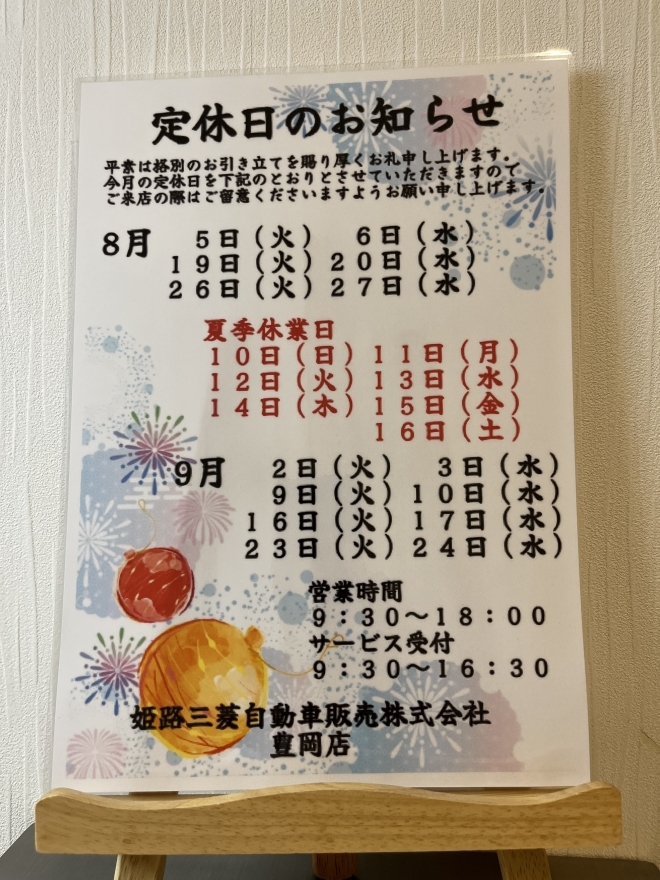 定休日のお知らせ
平素は格別のお引き立てを賜り厚くお礼申し上げます。
今月の定休日を下記のとおりとさせていただきますので
ご来店の際はご留意くださいますようお願い申し上げます。
8月 5日（火） 6日（水）
19日（火） 20日（水）
26日（火） 27日（水）
夏季休業日
10日（日） 11日（月）
12日（火） 13日（水）
14日（木） 15日（金）
16日（土）
9月 2日（火） 3日（水）
9日（火） 10日（水）
16日（火） 17日（水）
23日（火） 24日（水）
営業時間
9：30～18：00
サービス受付
9：30～16：30
姫路三菱自動車販売株式会社
豊岡店